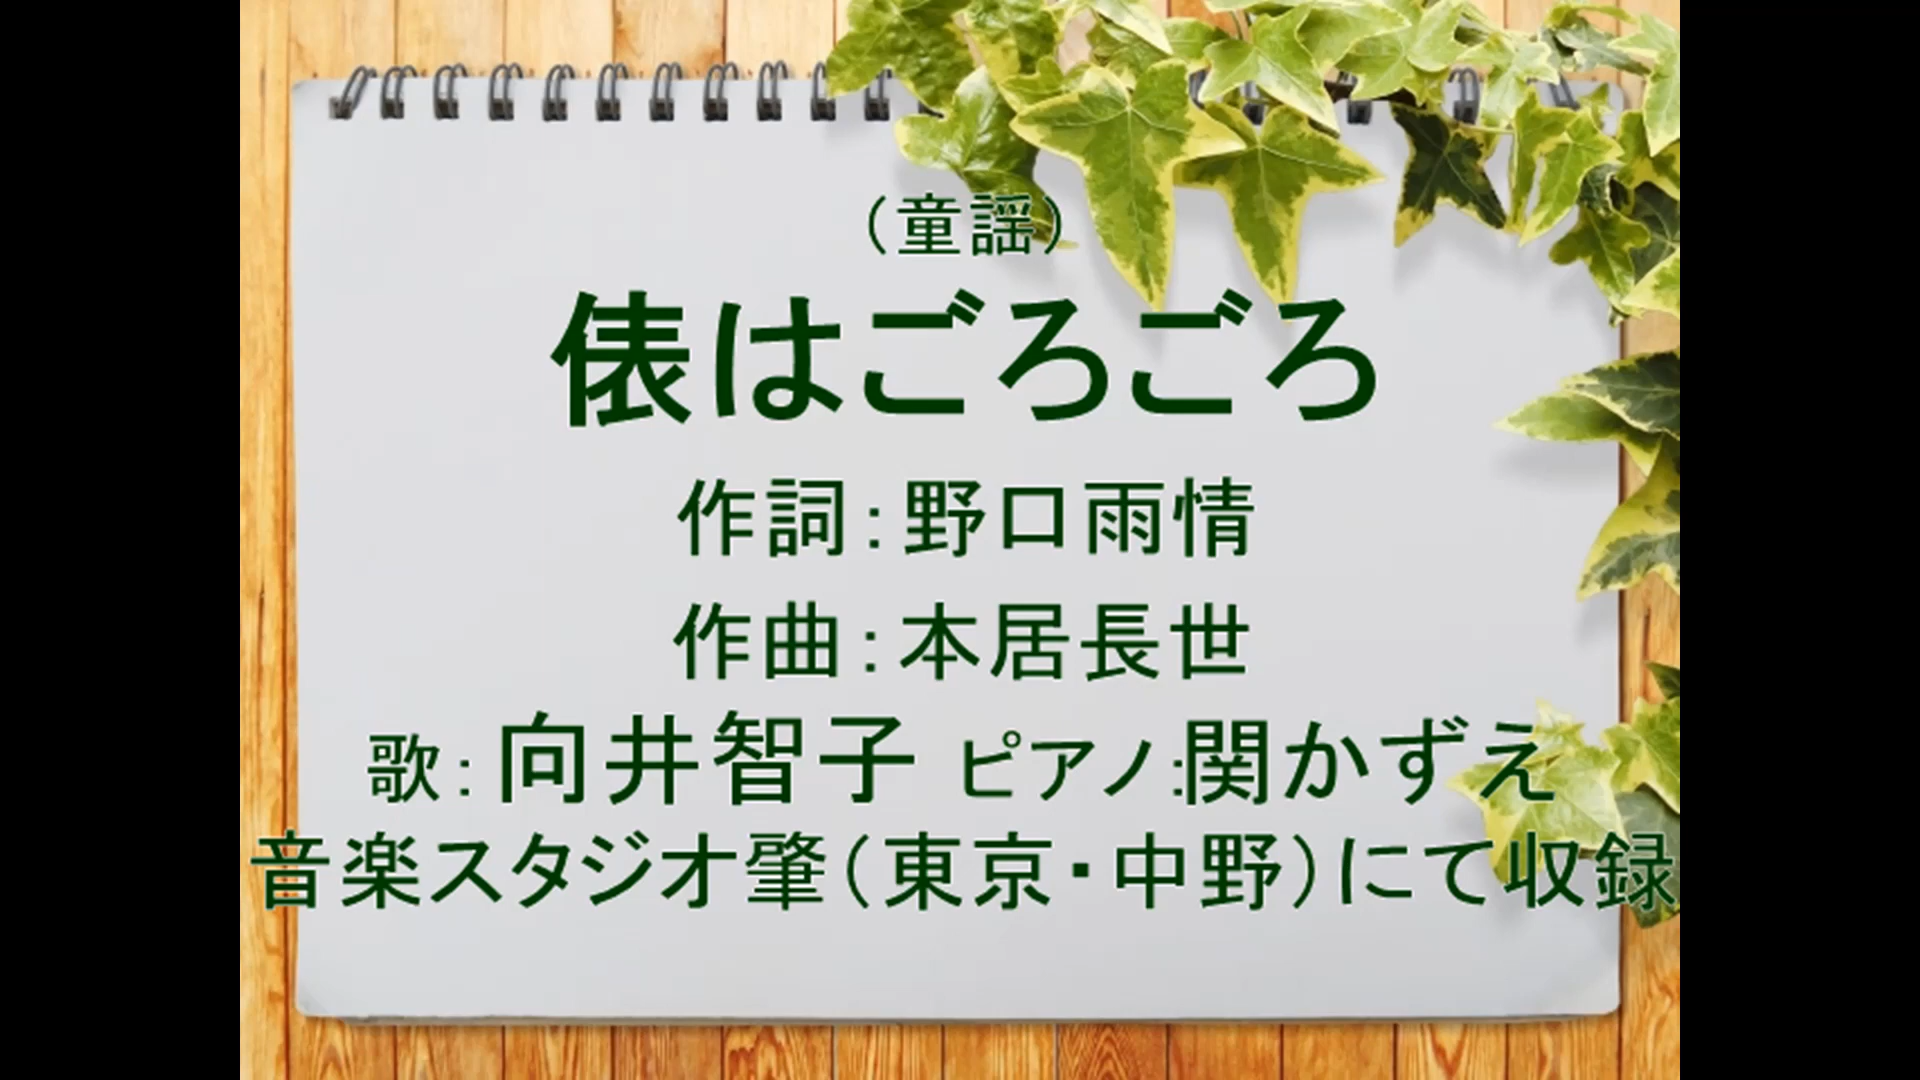 （童謡）
俵はごろごろ
作詞：野口雨情
作曲：本居長世
歌：向井智子 ピアノ：関かずえ
音楽スタジオ肇（東京・中野）にて収録